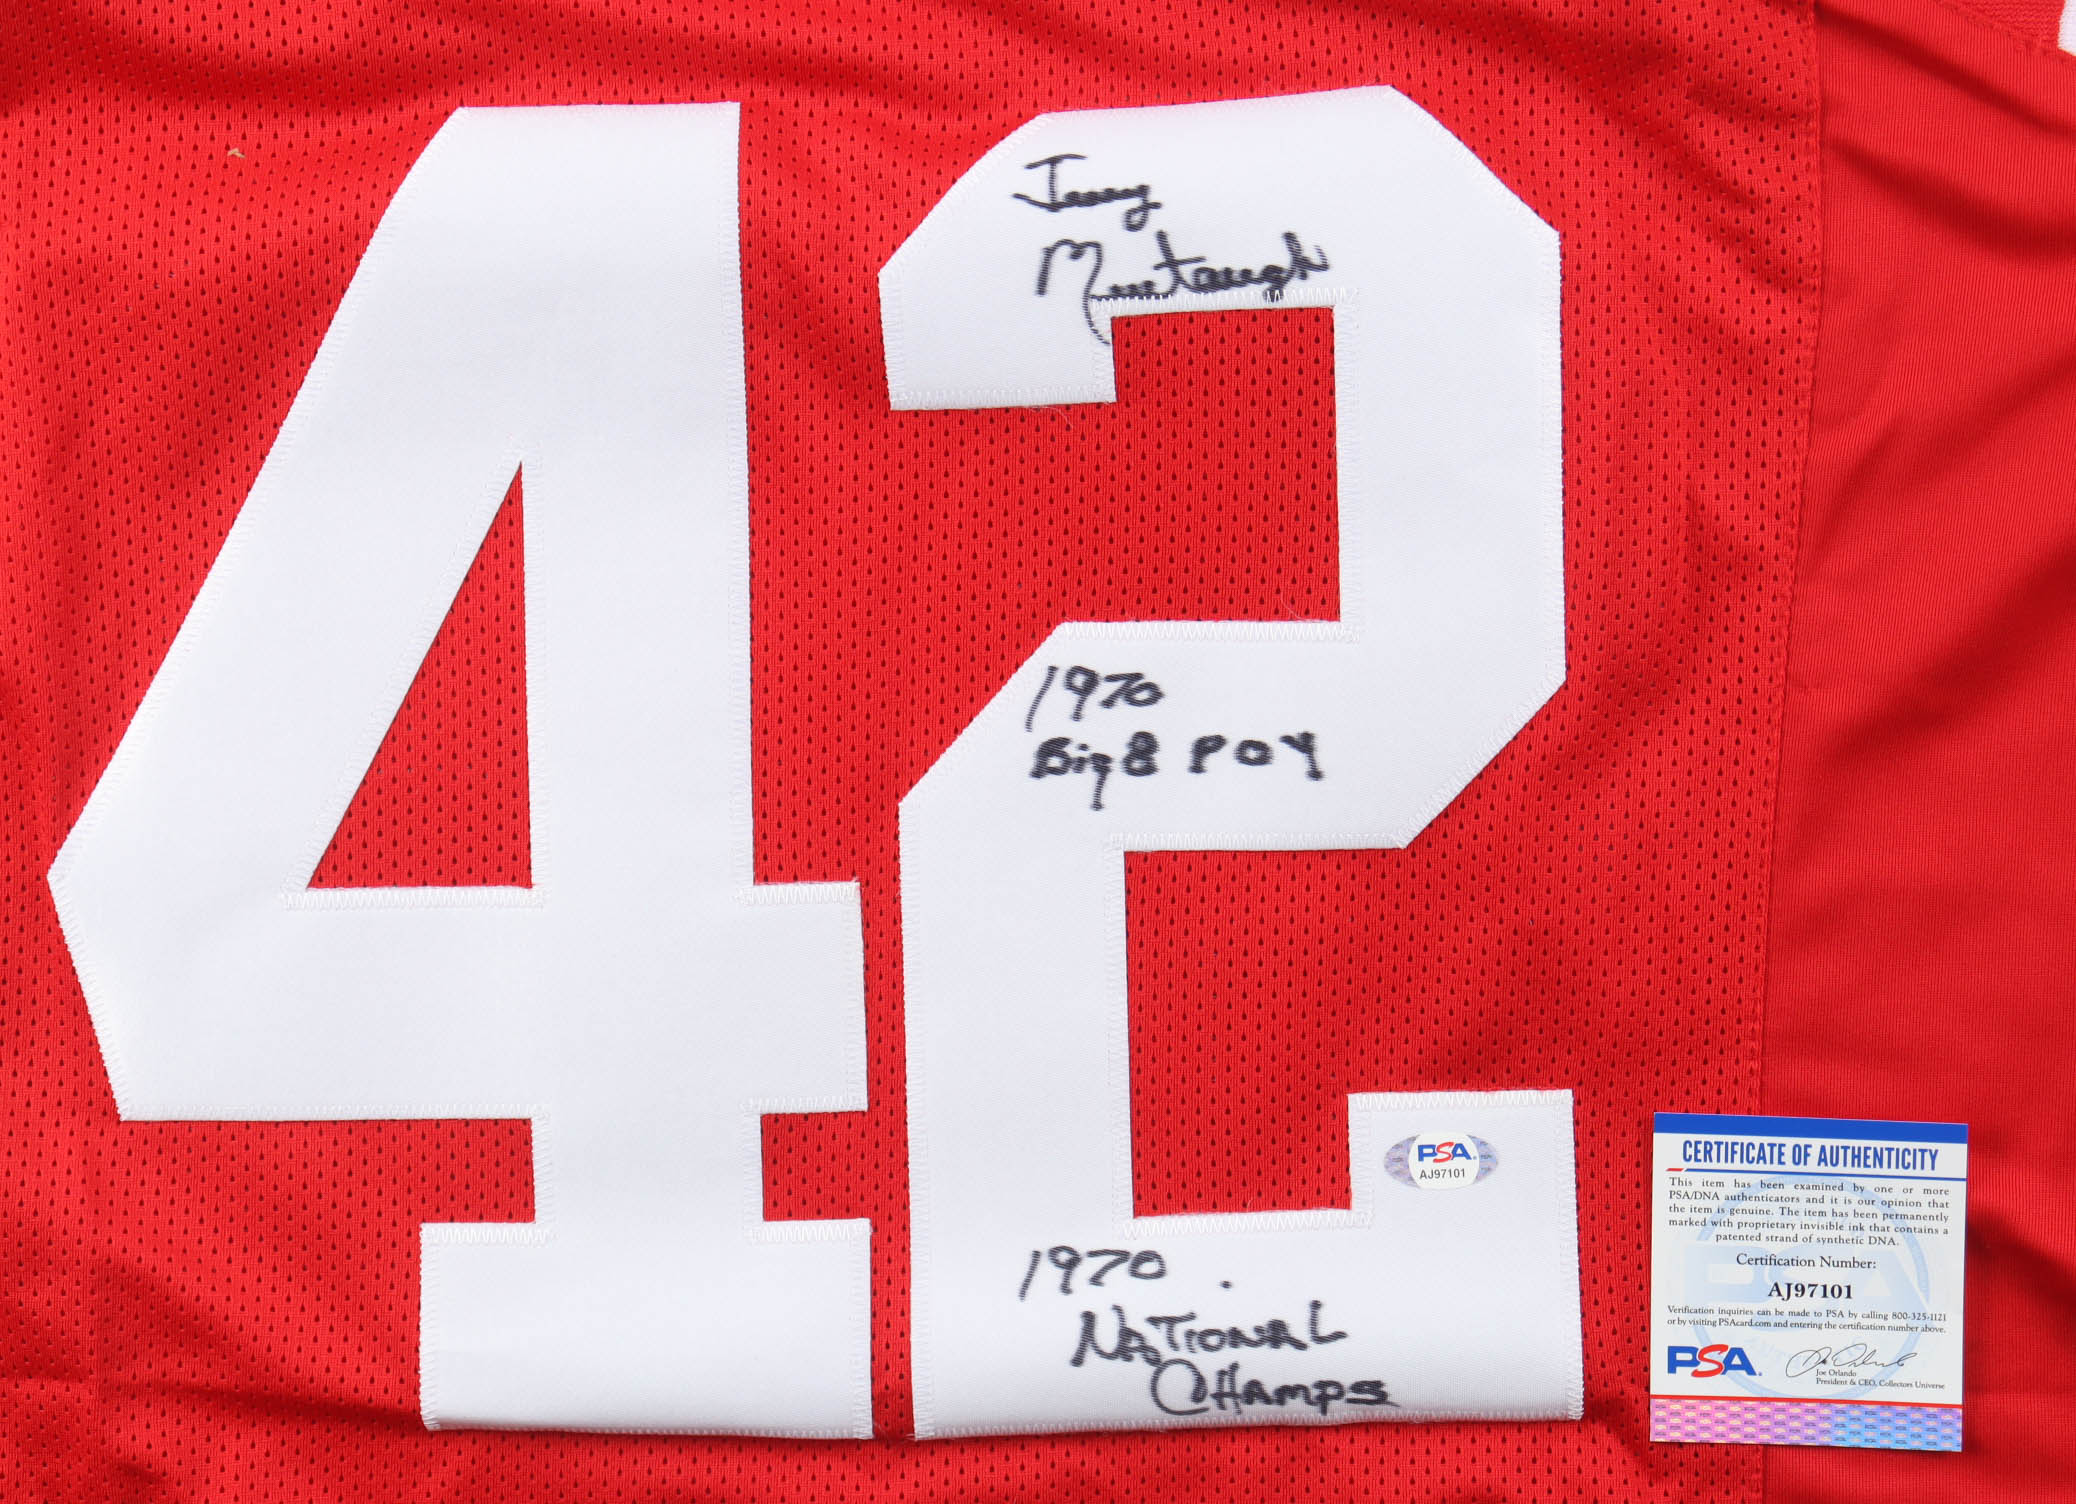 42
Jerry
Murtaugh
1970
Big 8 POY
PSA
AJ97101
1970
NATIONAL
CHAMPS
CERTIFICATE OF AUTHENTICITY
This item has been examined by one or more
PSA/DNA authenticators and it is our opinion that
the item is genuine. The item has been permanently
marked with proprietary invisible ink that contains a
patented strand of synthetic DNA.
Certification Number:
AJ97101
Verification inquiries can be made to PSA by calling 800-325-1121
or by visiting PSAcard.com and entering the certification number above.
PSA
Joe Orlando
Joe Orlando
President & CEO, Collectors Universe